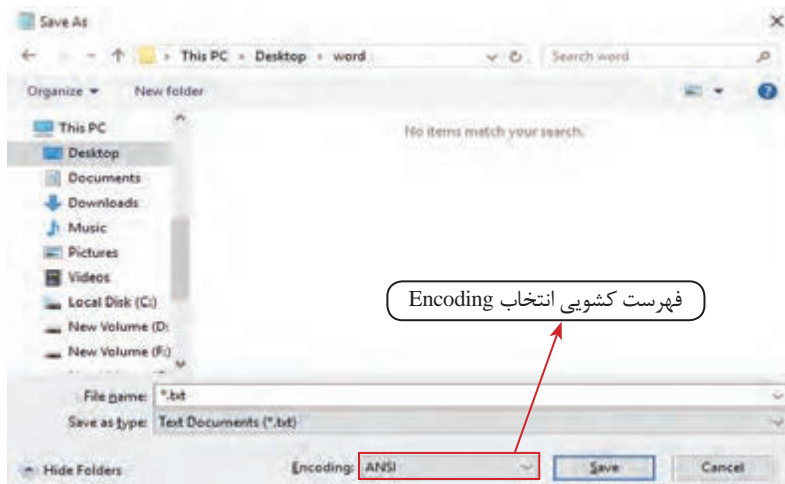 Save As
This PC › Desktop › word
Search word
Organize
New folder
This PC
Desktop
Documents
Downloads
Music
Pictures
Videos
Local Disk (C:)
New Volume (D:
New Volume (F:)
No items match your search.
فهرست کشویی انتخاب Encoding
File name: *.txt
Save as type: Text Documents (*.txt)
Hide Folders
Encoding: ANSI
Save
Cancel